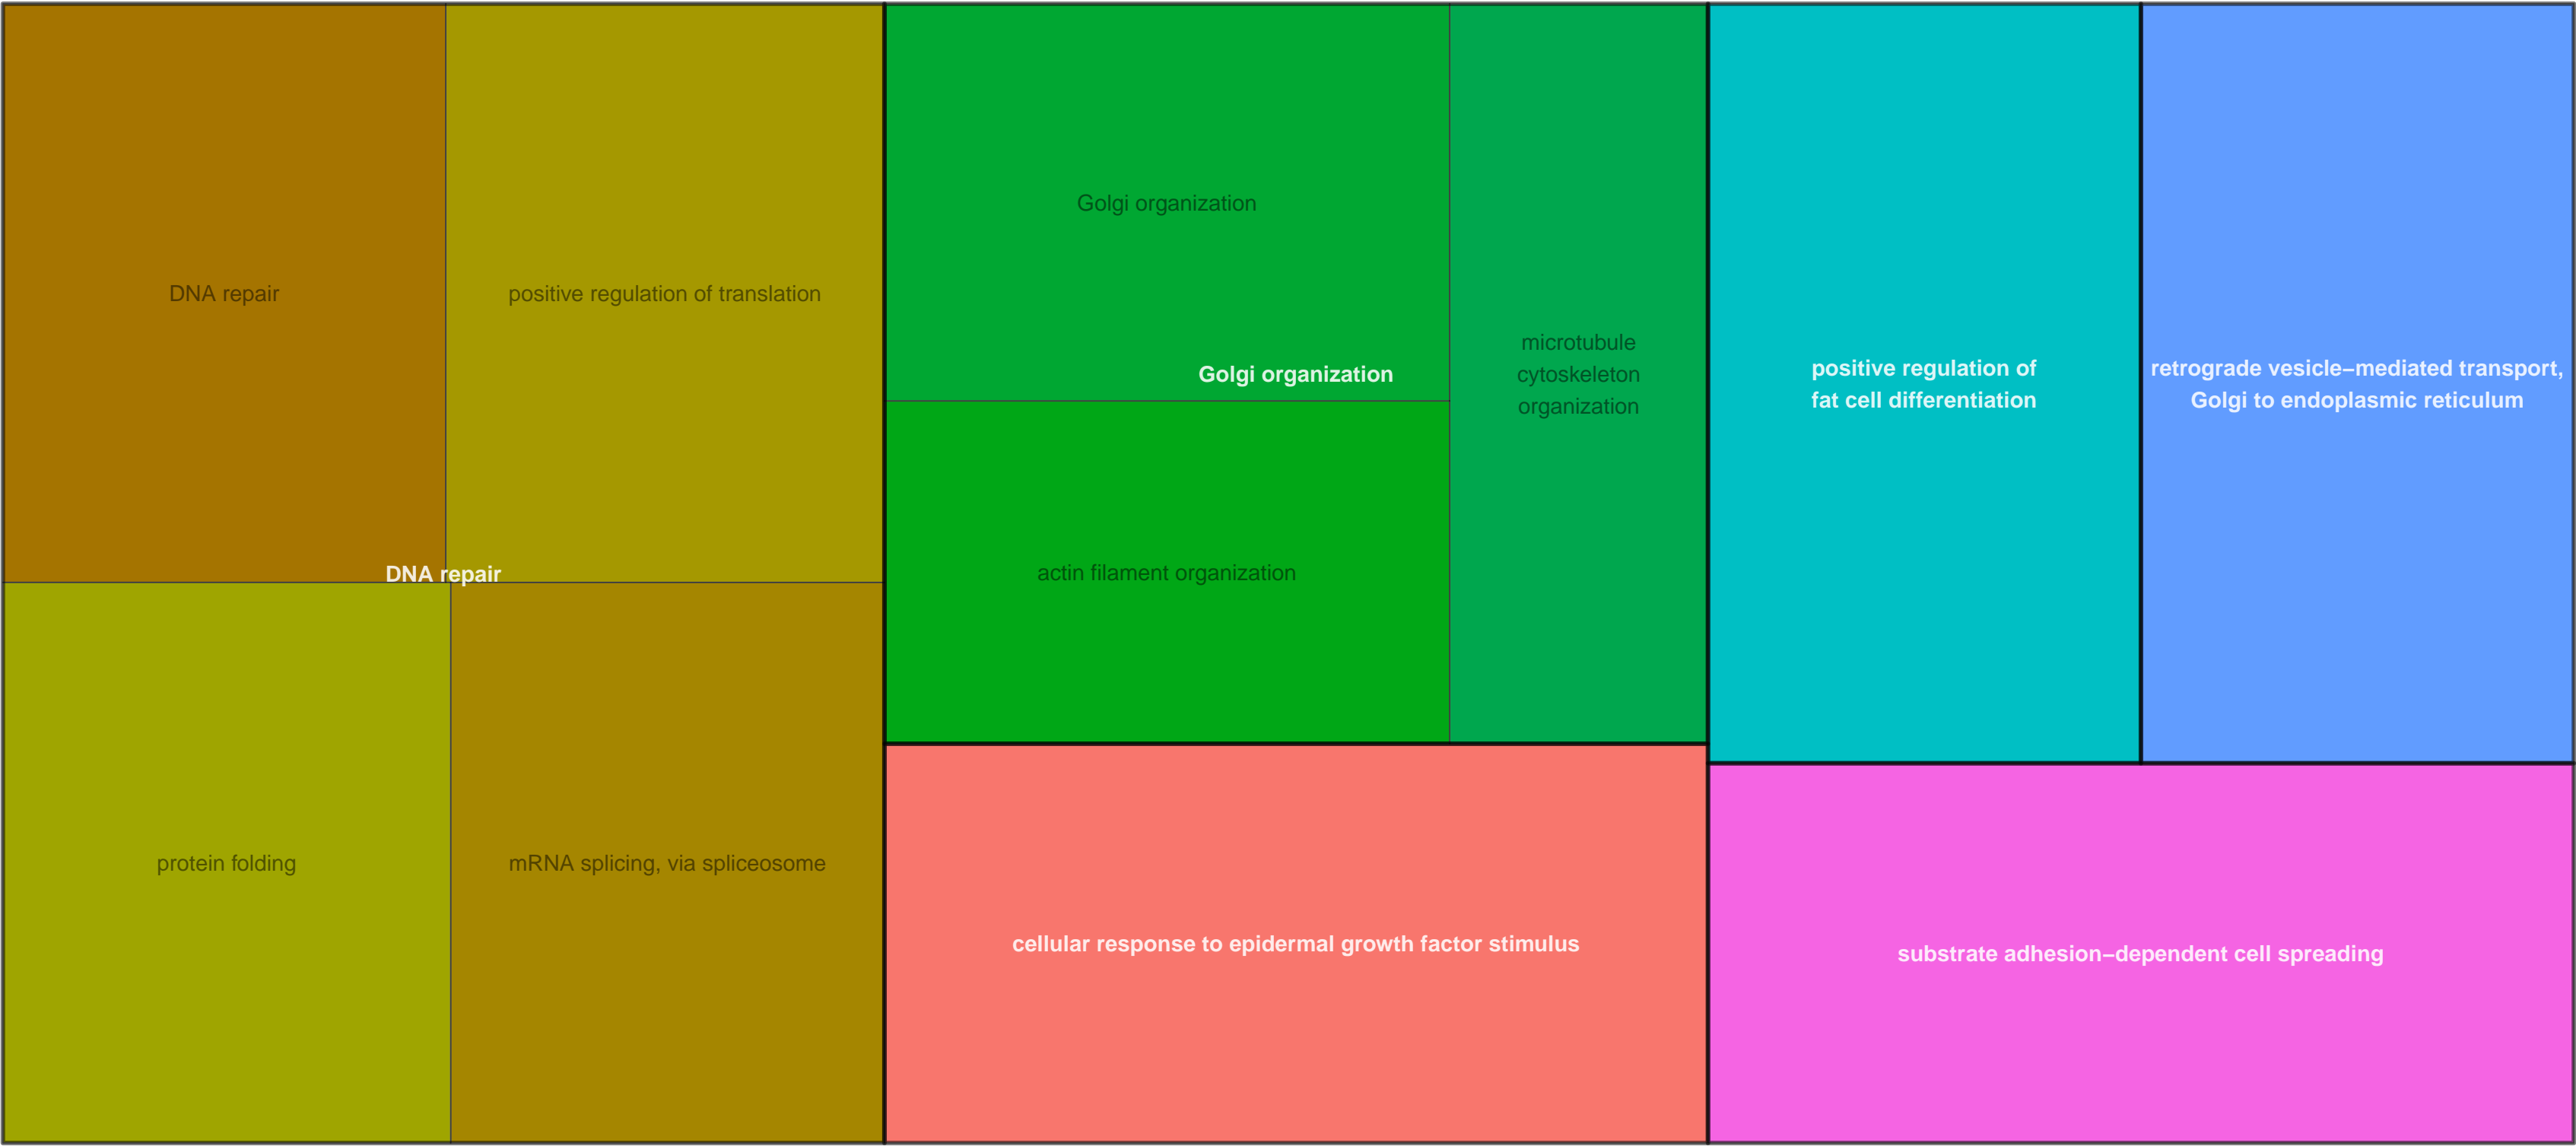 DNA repair
positive regulation of translation
DNA repair
protein folding
mRNA splicing, via spliceosome
Golgi organization
Golgi organization
actin filament organization
microtubule
cytoskeleton
organization
cellular response to epidermal growth factor stimulus
positive regulation of
fat cell differentiation
retrograde vesicle−mediated transport,
Golgi to endoplasmic reticulum
substrate adhesion−dependent cell spreading